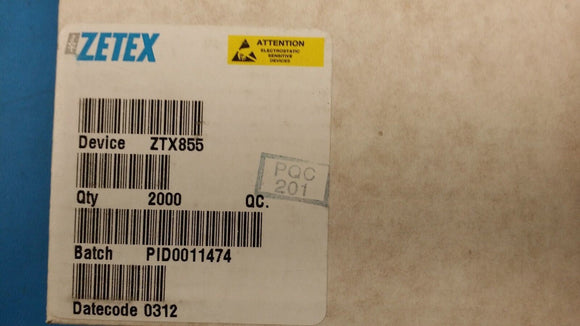 ZETEX
ATTENTION
ELECTROSTATIC
SENSITIVE
DEVICES
Device ZTX855
Qty 2000 QC.
PQC
201
Batch PID0011474
Datecode 0312